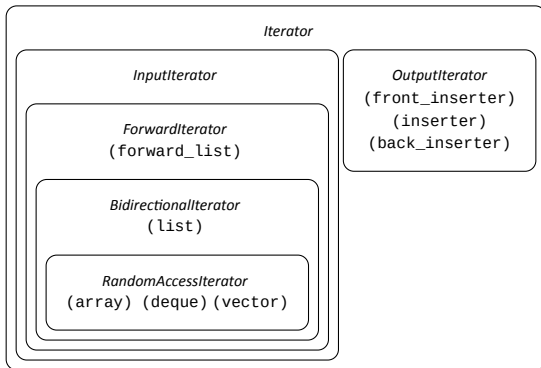 Iterator
InputIterator
OutputIterator
(front_inserter)
(inserter)
(back_inserter)
ForwardIterator
(forward_list)
BidirectionalIterator
(list)
RandomAccessIterator
(array) (deque) (vector)